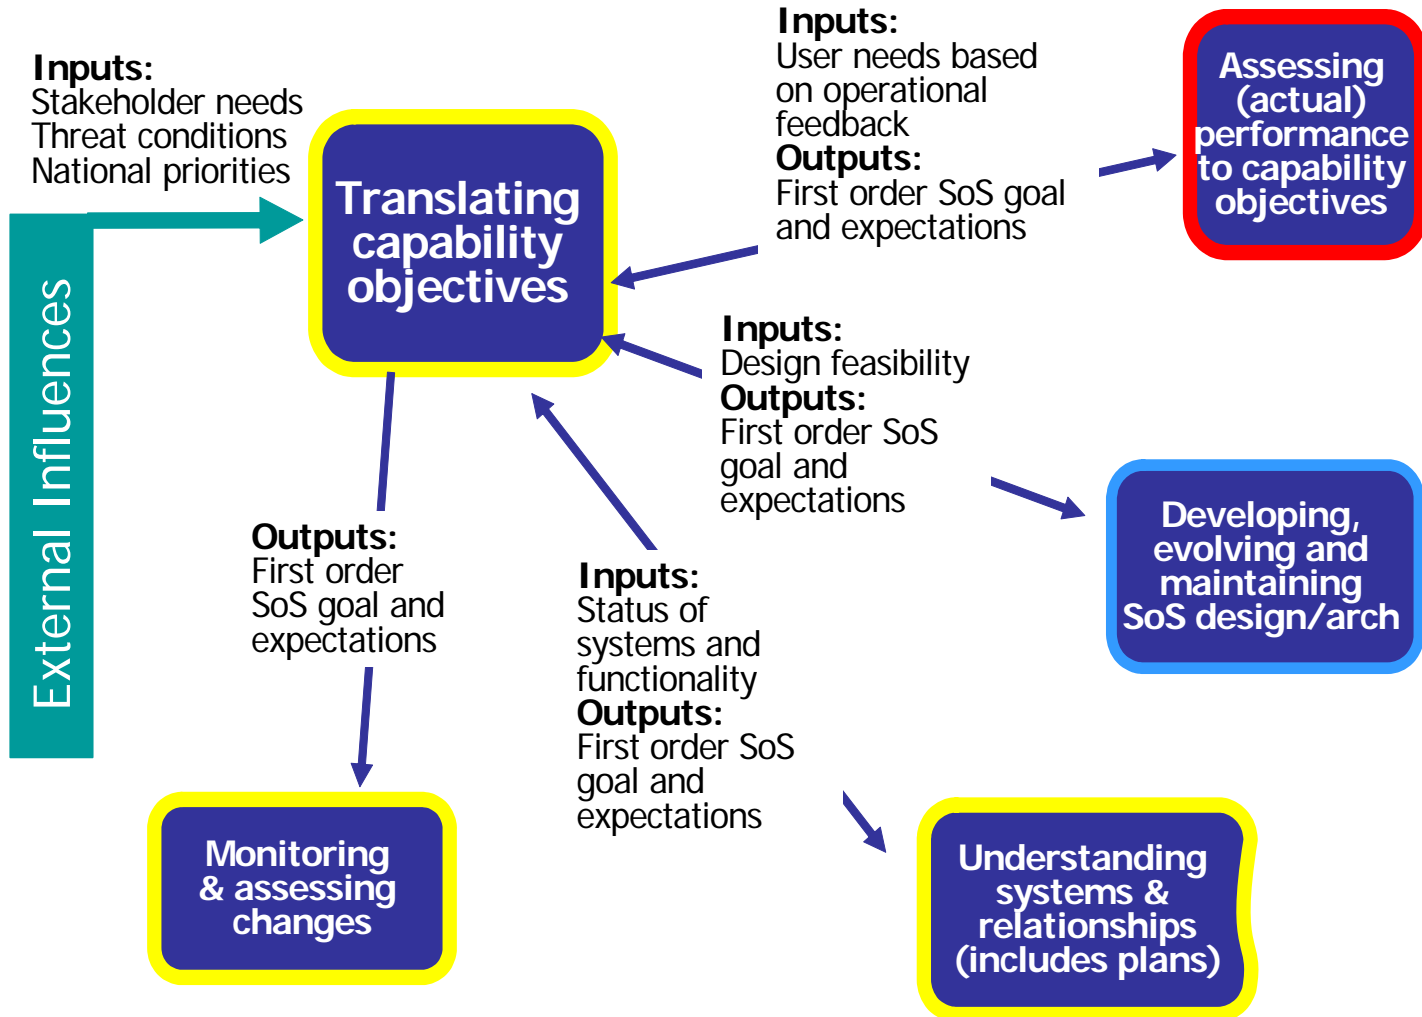 Inputs:
Stakeholder needs
Threat conditions
National priorities
External Influences
Translating
capability
objectives
Inputs:
User needs based
on operational
feedback
Outputs:
First order SoS goal
and expectations
Assessing
(actual)
performance
to capability
objectives
Inputs:
Design feasibility
Outputs:
First order SoS
goal and
expectations
Developing,
evolving and
maintaining
SoS design/arch
Outputs:
First order
SoS goal and
expectations
Inputs:
Status of
systems and
functionality
Outputs:
First order SoS
goal and
expectations
Monitoring
& assessing
changes
Understanding
systems &
relationships
(includes plans)